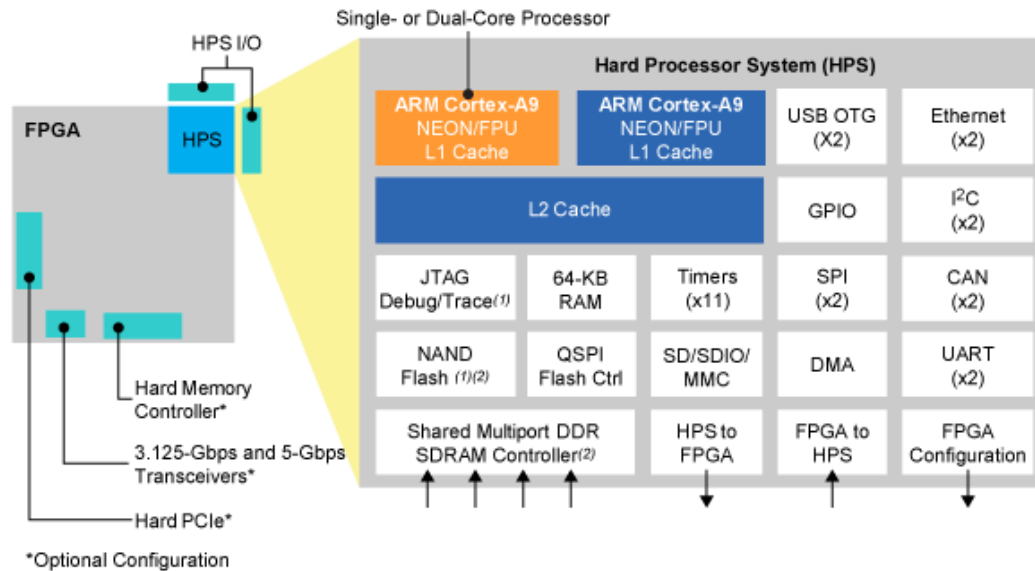 Single- or Dual-Core Processor
HPS I/O
FPGA
HPS
Hard Memory
Controller*
3.125-Gbps and 5-Gbps
Transceivers*
Hard PCIe*
*Optional Configuration
Hard Processor System (HPS)
ARM Cortex-A9
NEON/FPU
L1 Cache
ARM Cortex-A9
NEON/FPU
L1 Cache
USB OTG
(X2)
Ethernet
(x2)
L2 Cache
GPIO
I²C
(x2)
JTAG
Debug/Trace(1)
64-KB
RAM
Timers
(x11)
SPI
(x2)
CAN
(x2)
NAND
Flash (1)(2)
QSPI
Flash Ctrl
SD/SDIO/
MMC
DMA
UART
(x2)
Shared Multiport DDR
SDRAM Controller(2)
HPS to
FPGA
FPGA to
HPS
FPGA
Configuration